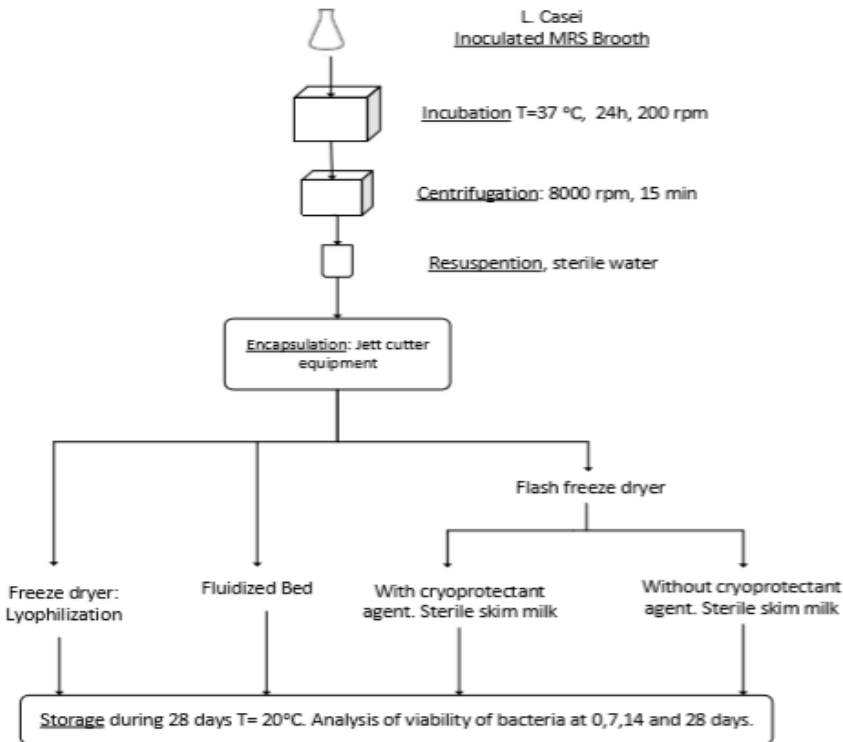 L. Casei
Inoculated MRS Brooth
Incubation T=37 °C, 24h, 200 rpm
Centrifugation: 8000 rpm, 15 min
Resuspention, sterile water
Encapsulation: Jett cutter
equipment
Flash freeze dryer
Freeze dryer:
Lyophilization
Fluidized Bed
With cryoprotectant
agent. Sterile skim milk
Without cryoprotectant
agent. Sterile skim milk
Storage during 28 days T= 20°C. Analysis of viability of bacteria at 0,7,14 and 28 days.